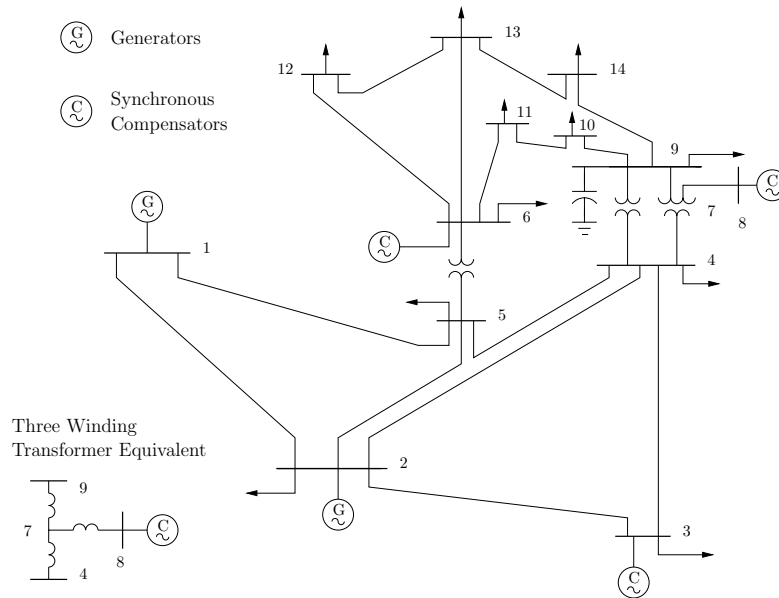 G
Generators
C
Synchronous
Compensators
13
12
14
11
10
9
C
7
8
G
6
1
C
4
5
Three Winding
Transformer Equivalent
2
9
G
7
C
3
4
8
C